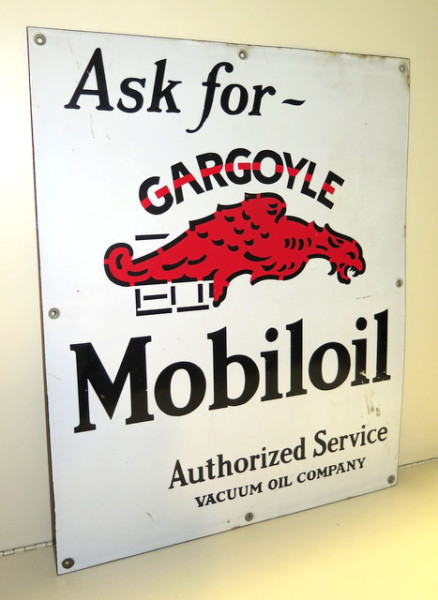 Ask for -
GARGOYLE
Mobiloil
Authorized Service
VACUUM OIL COMPANY